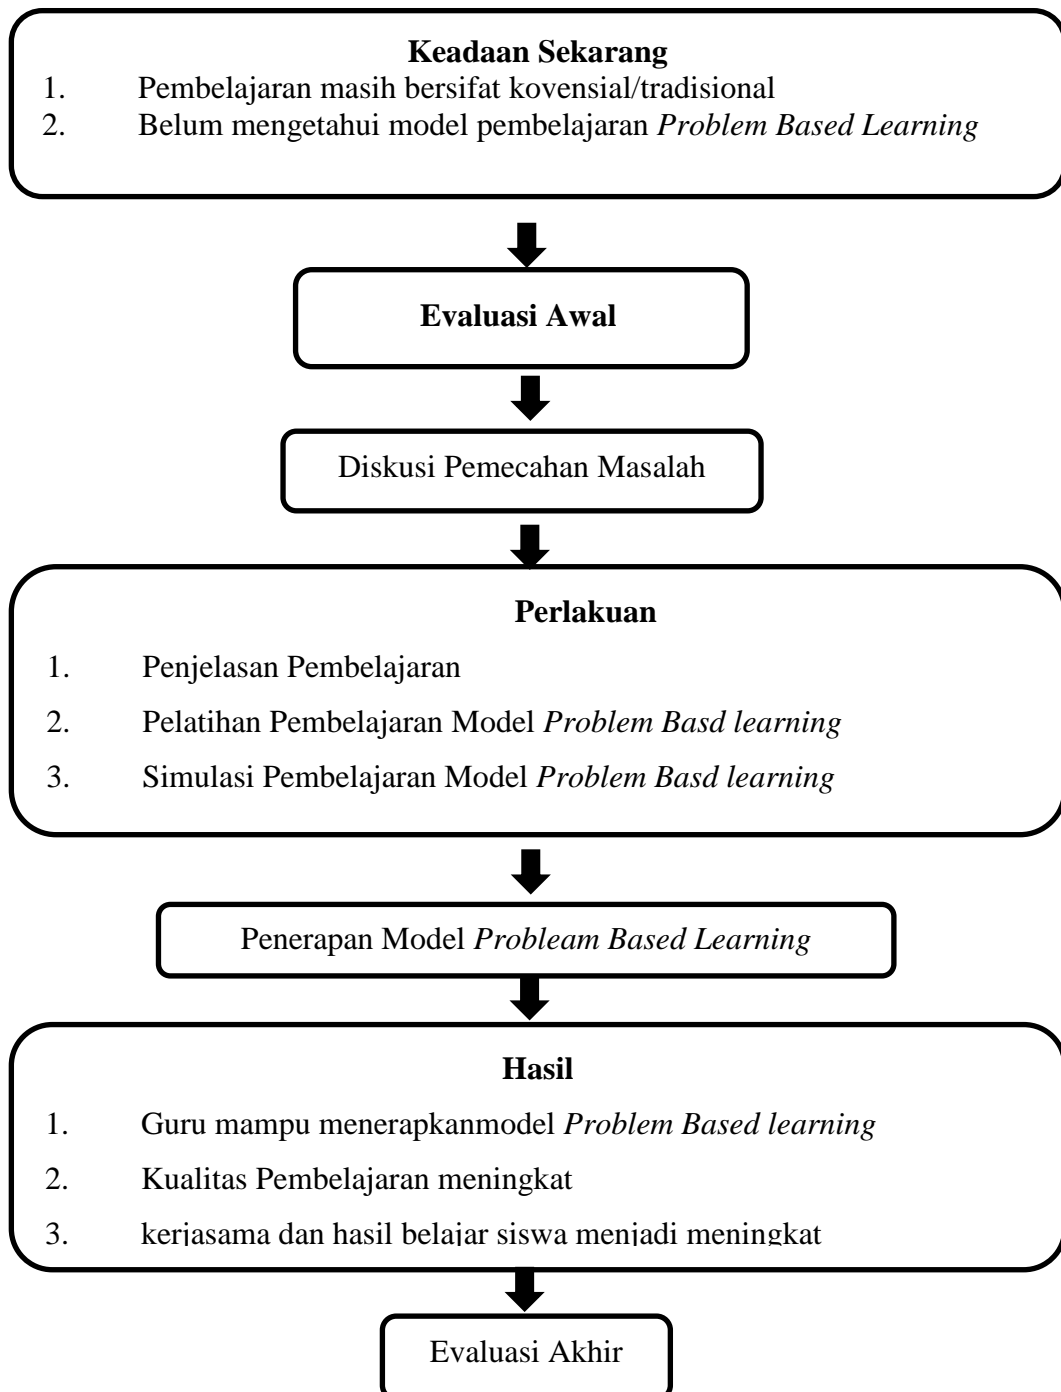 Keadaan Sekarang
1. Pembelajaran masih bersifat kovensial/tradisional
2. Belum mengetahui model pembelajaran Problem Based Learning
Evaluasi Awal
Diskusi Pemecahan Masalah
Perlakuan
1. Penjelasan Pembelajaran
2. Pelatihan Pembelajaran Model Problem Basd learning
3. Simulasi Pembelajaran Model Problem Basd learning
Penerapan Model Probleam Based Learning
Hasil
1. Guru mampu menerapkanmodel Problem Based learning
2. Kualitas Pembelajaran meningkat
3. kerjasama dan hasil belajar siswa menjadi meningkat
Evaluasi Akhir